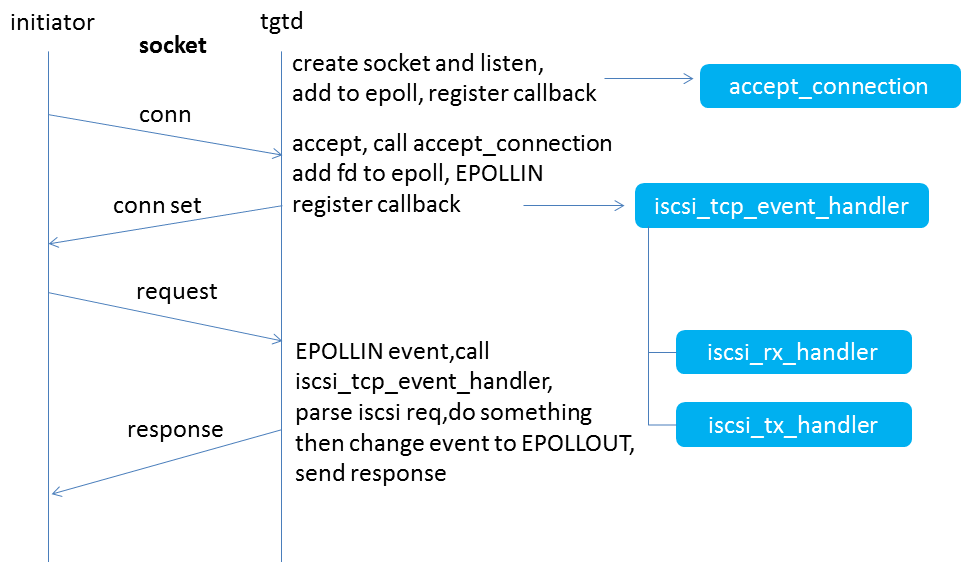 initiator
tgtd
socket
create socket and listen,
add to epoll, register callback
accept_connection
conn
accept, call accept_connection
add fd to epoll, EPOLLIN
register callback
conn set
iscsi_tcp_event_handler
request
EPOLLIN event,call
iscsi_tcp_event_handler,
parse iscsi req,do something
then change event to EPOLLOUT,
send response
iscsi_rx_handler
response
iscsi_tx_handler